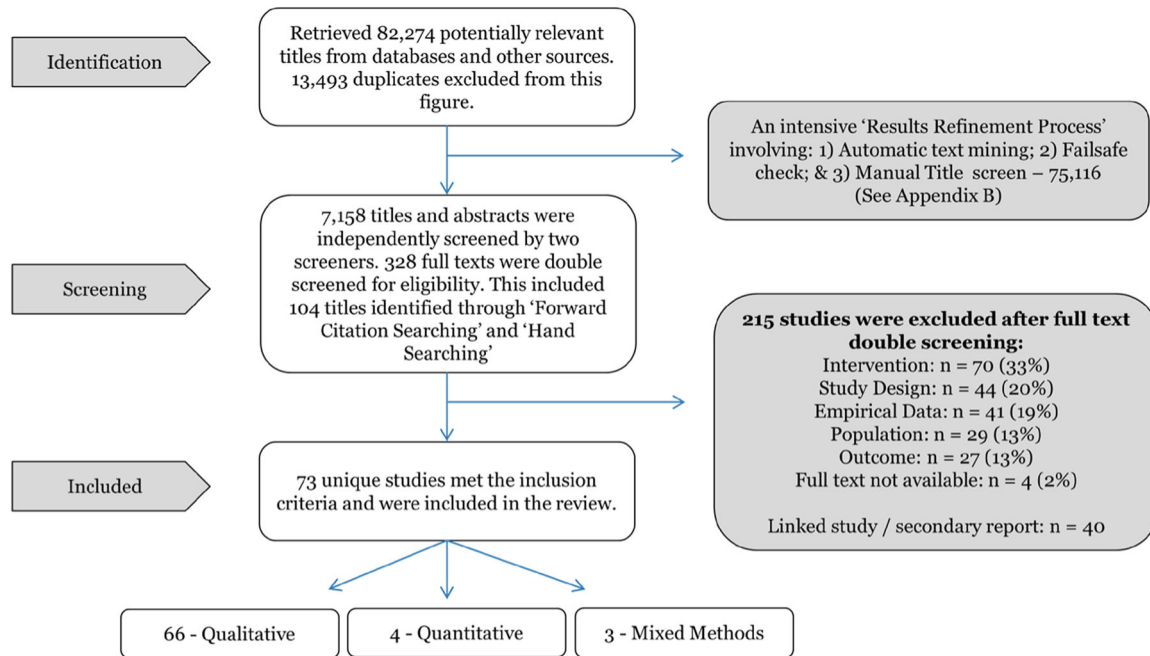 Identification
Retrieved 82,274 potentially relevant
titles from databases and other sources.
13,493 duplicates excluded from this
figure.
An intensive ‘Results Refinement Process’
involving: 1) Automatic text mining; 2) Failsafe
check; & 3) Manual Title screen – 75,116
(See Appendix B)
Screening
7,158 titles and abstracts were
independently screened by two
screeners. 328 full texts were double
screened for eligibility. This included
104 titles identified through ‘Forward
Citation Searching’ and ‘Hand
Searching’
215 studies were excluded after full text
double screening:
Intervention: n = 70 (33%)
Study Design: n = 44 (20%)
Empirical Data: n = 41 (19%)
Population: n = 29 (13%)
Outcome: n = 27 (13%)
Full text not available: n = 4 (2%)
Linked study / secondary report: n = 40
Included
73 unique studies met the inclusion
criteria and were included in the review.
66 - Qualitative
4 - Quantitative
3 - Mixed Methods